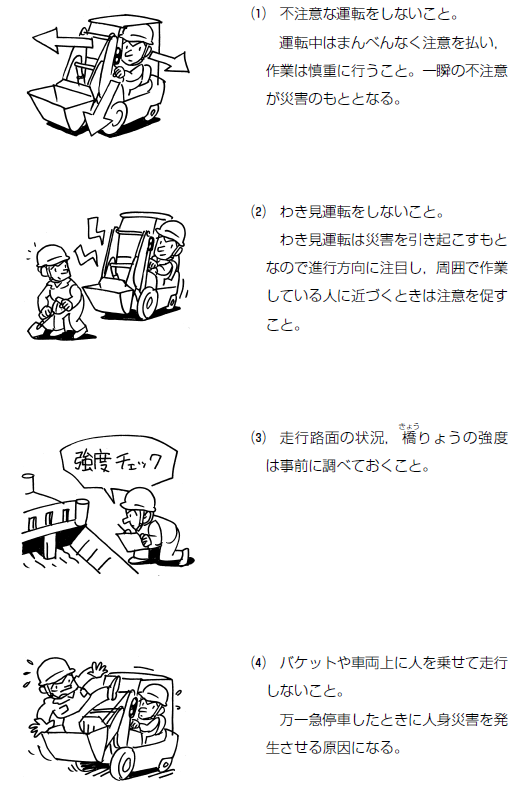 (1) 不注意な運転をしないこと。
運転中はまんべんなく注意を払い，
作業は慎重に行うこと。一瞬の不注意
が災害のもととなる。
(2) わき見運転をしないこと。
わき見運転は災害を引き起こすもと
なので進行方向に注目し，周囲で作業
している人に近づくときは注意を促す
こと。
強度チェック
きょう
(3) 走行路面の状況，橋りょうの強度
は事前に調べておくこと。
(4) バケットや車両上に人を乗せて走行
しないこと。
万一急停車したときに人身災害を発
生させる原因になる。